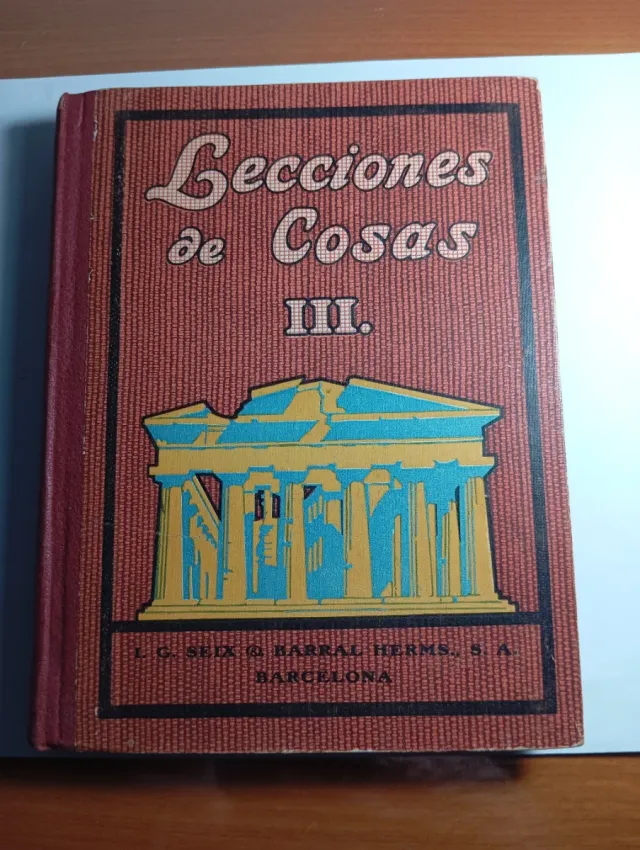 Lecciones
de Cosas
III.
I. G. SEIX & BARRAL HERMS., S. A.
BARCELONA